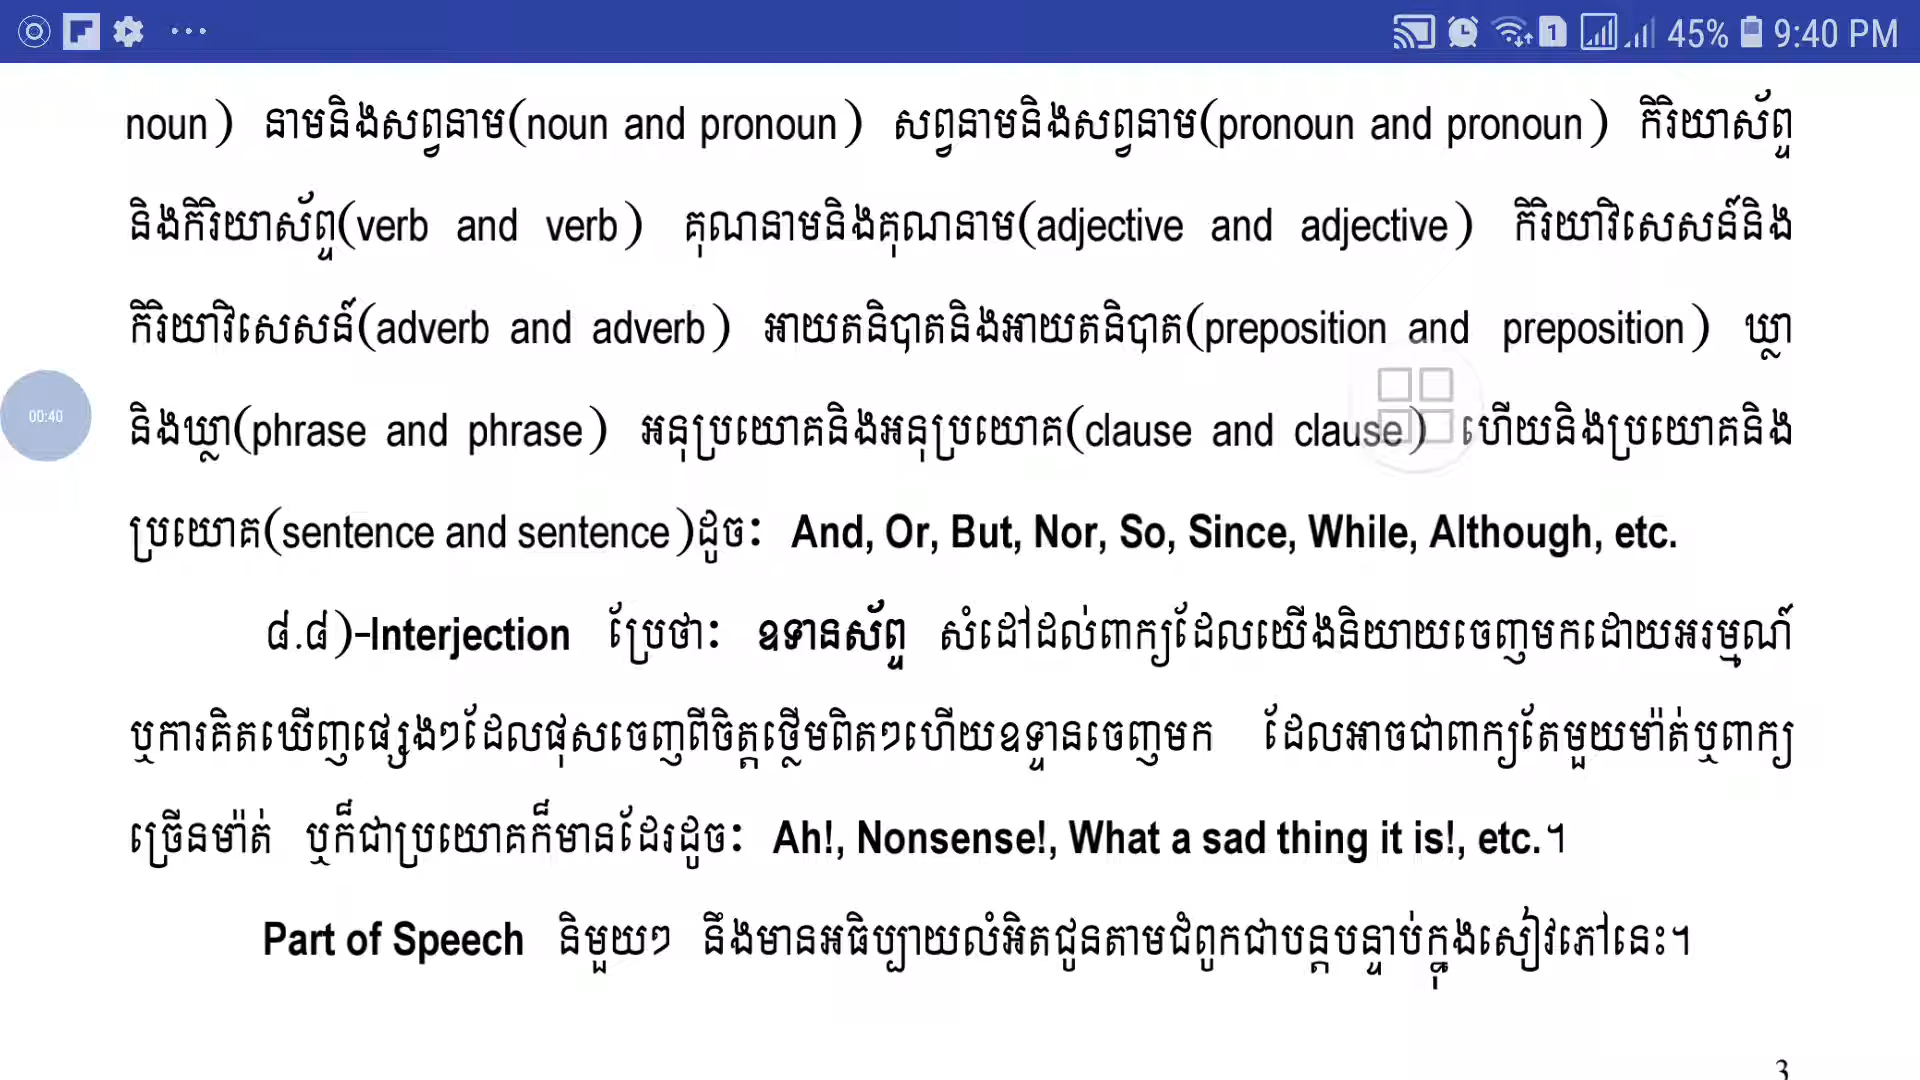 45% 9:40 PM
noun) នាមនិងសព្វនាម(noun and pronoun) សព្វនាមនិងសព្វនាម(pronoun and pronoun) កិរិយាស័ព្ទ
និងកិរិយាស័ព្ទ(verb and verb) គុណនាមនិងគុណនាម(adjective and adjective) កិរិយាវិសេសន៍និង
កិរិយាវិសេសន៍(adverb and adverb) អាយតនិបាតនិងអាយតនិបាត(preposition and preposition) ឃ្លា
00:40
និងឃ្លា(phrase and phrase) អនុប្រយោគនិងអនុប្រយោគ(clause and clause) ហើយនិងប្រយោគនិង
ប្រយោគ(sentence and sentence)ដូចៈ And, Or, But, Nor, So, Since, While, Although, etc.
៨.៨)-Interjection ប្រែថាៈ ឧទានស័ព្ទ សំដៅដល់ពាក្យដែលយើងនិយាយចេញមកដោយអរម្មណ៍
ឬការគិតឃើញផ្សេងៗដែលផុសចេញពីចិត្តថ្លើមពិតៗហើយឧទ្ទានចេញមក ដែលអាចជាពាក្យតែមួយម៉ាត់ឬពាក្យ
ច្រើនម៉ាត់ ឬក៏ជាប្រយោគក៏មានដែរដូចៈ Ah!, Nonsense!, What a sad thing it is!, etc.។
Part of Speech និមួយៗ នឹងមានអធិប្បាយលំអិតជូនតាមជំពូកជាបន្តបន្ទាប់ក្នុងសៀវភៅនេះ។
3